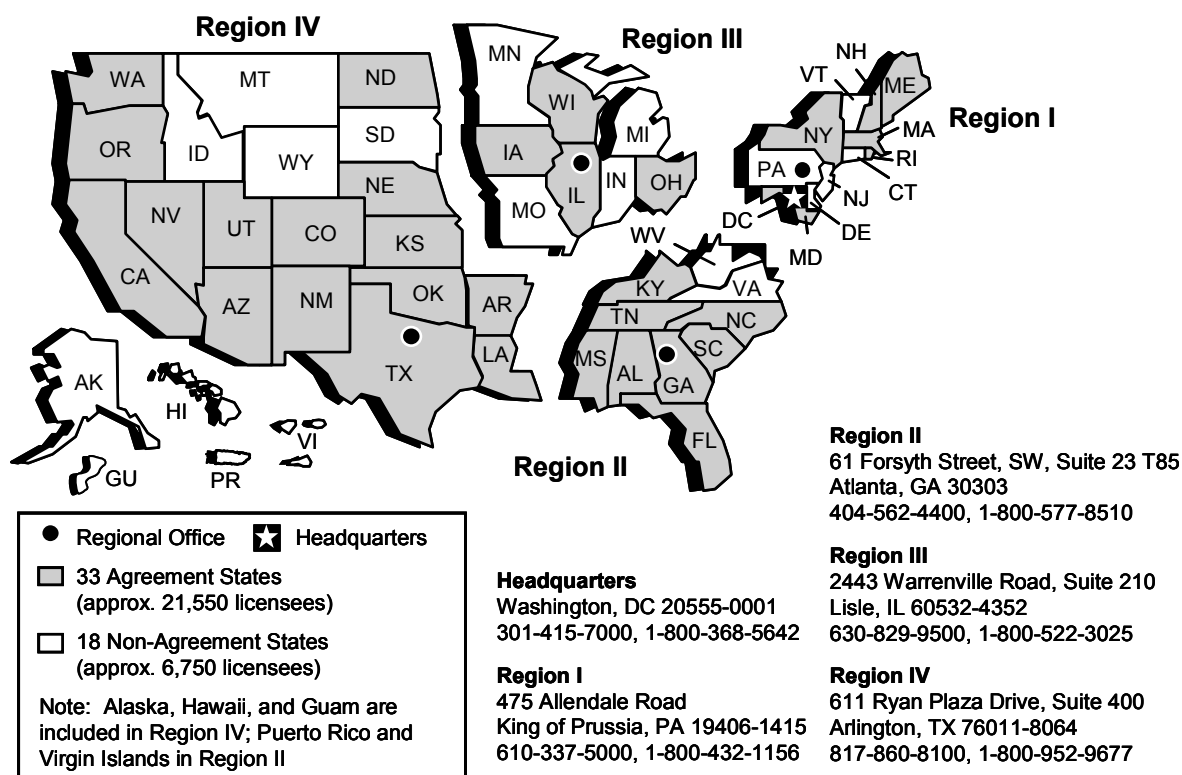 Region IV
Region III
Region I
Region II
WA
MT
ND
OR
ID
WY
SD
NE
NV
UT
CO
KS
CA
AZ
NM
OK
AR
TX
LA
AK
HI
GU
PR
VI
MN
WI
MI
IA
IL
IN
OH
MO
NH
VT
ME
NY
MA
RI
CT
PA
NJ
DE
DC
MD
WV
KY
VA
TN
NC
SC
MS
AL
GA
FL
Regional Office
Headquarters
33 Agreement States
(approx. 21,550 licensees)
18 Non-Agreement States
(approx. 6,750 licensees)
Note: Alaska, Hawaii, and Guam are
included in Region IV; Puerto Rico and
Virgin Islands in Region II
Headquarters
Washington, DC 20555-0001
301-415-7000, 1-800-368-5642
Region I
475 Allendale Road
King of Prussia, PA 19406-1415
610-337-5000, 1-800-432-1156
Region II
61 Forsyth Street, SW, Suite 23 T85
Atlanta, GA 30303
404-562-4400, 1-800-577-8510
Region III
2443 Warrenville Road, Suite 210
Lisle, IL 60532-4352
630-829-9500, 1-800-522-3025
Region IV
611 Ryan Plaza Drive, Suite 400
Arlington, TX 76011-8064
817-860-8100, 1-800-952-9677